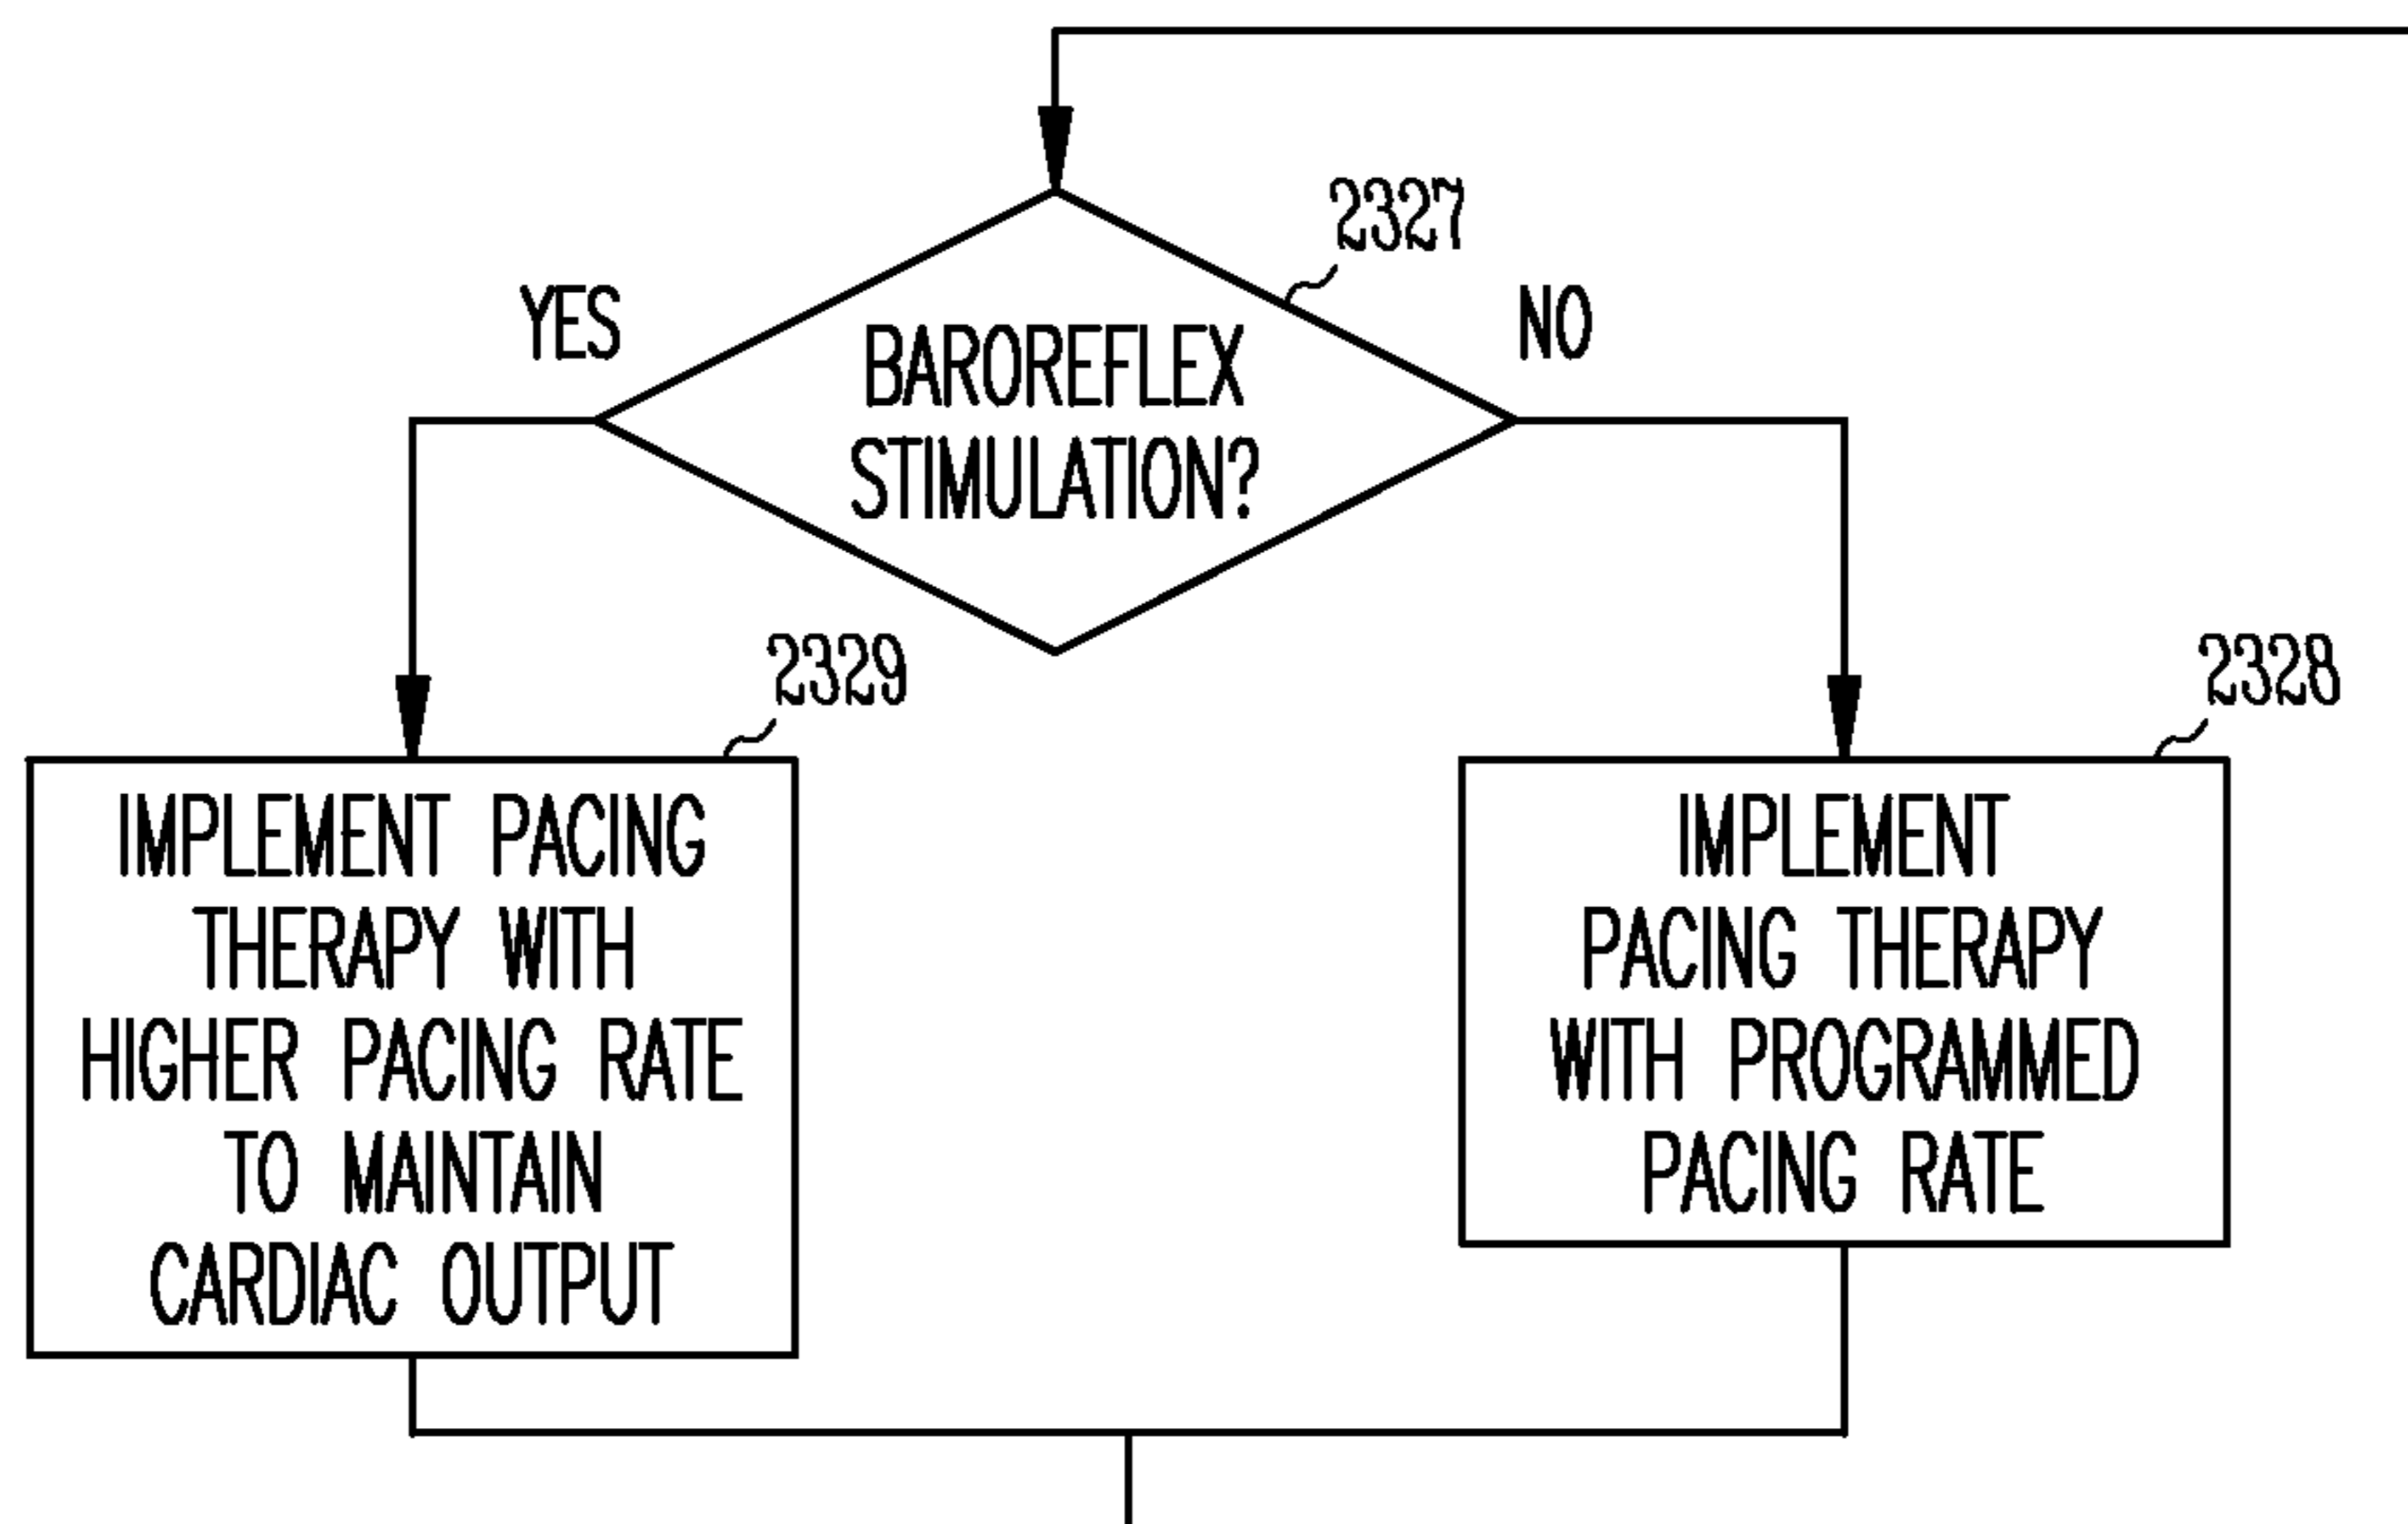 2327
YES
NO
BAROREFLEX
STIMULATION?
2329
2328
IMPLEMENT PACING
THERAPY WITH
HIGHER PACING RATE
TO MAINTAIN
CARDIAC OUTPUT
IMPLEMENT
PACING THERAPY
WITH PROGRAMMED
PACING RATE